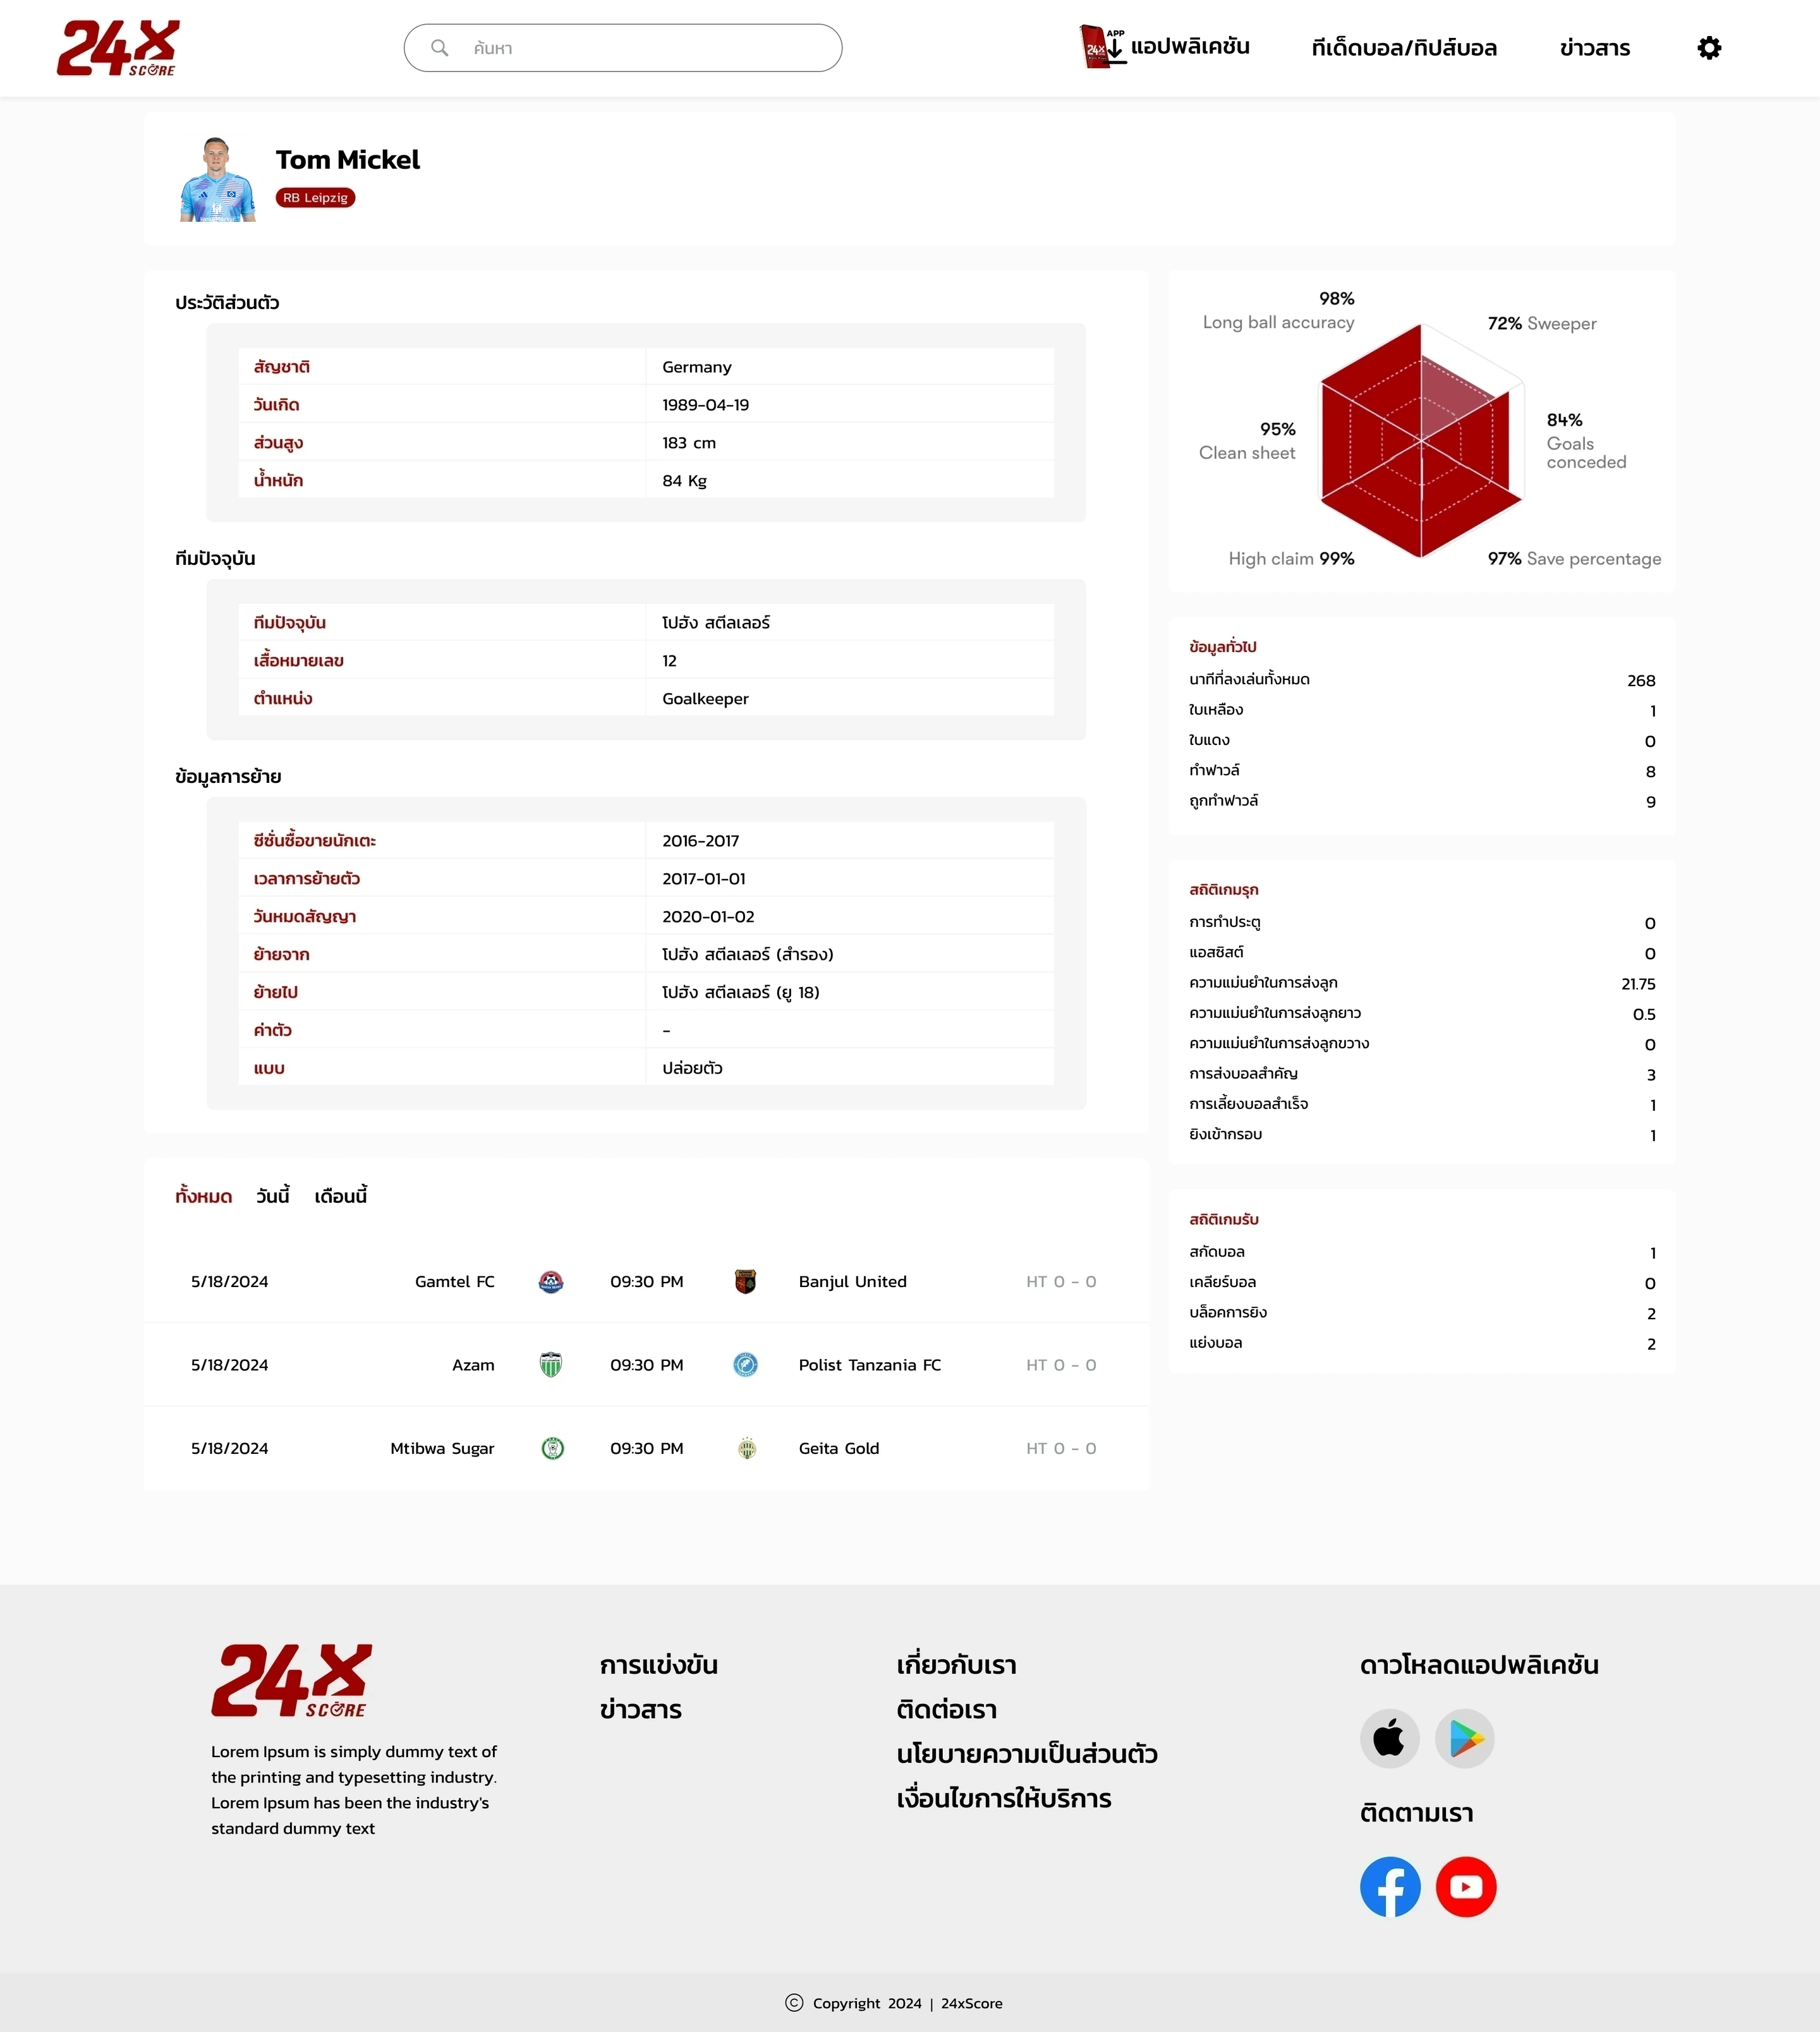 24X
SCORE
ค้นหา
24X
APP
แอปพลิเคชัน
ทีเด็ดบอล/ทิปส์บอล
ข่าวสาร
Tom Mickel
RB Leipzig
ประวัติส่วนตัว
สัญชาติ Germany
วันเกิด 1989-04-19
ส่วนสูง 183 cm
น้ำหนัก 84 Kg
ทีมปัจจุบัน
ทีมปัจจุบัน โปฮัง สตีลเลอร์
เสื้อหมายเลข 12
ตำแหน่ง Goalkeeper
ข้อมูลการย้าย
ซีซั่นซื้อขายนักเตะ 2016-2017
เวลาการย้ายตัว 2017-01-01
วันหมดสัญญา 2020-01-02
ย้ายจาก โปฮัง สตีลเลอร์ (สำรอง)
ย้ายไป โปฮัง สตีลเลอร์ (ยู 18)
ค่าตัว -
แบบ ปล่อยตัว
ทั้งหมด วันนี้ เดือนนี้
5/18/2024 Gamtel FC 09:30 PM Banjul United HT 0 - 0
5/18/2024 Azam 09:30 PM Polist Tanzania FC HT 0 - 0
5/18/2024 Mtibwa Sugar 09:30 PM Geita Gold HT 0 - 0
98%
Long ball accuracy
72% Sweeper
95%
Clean sheet
84%
Goals
conceded
High claim 99%
97% Save percentage
ข้อมูลทั่วไป
นาทีที่ลงเล่นทั้งหมด 268
ใบเหลือง 1
ใบแดง 0
ทำฟาวล์ 8
ถูกทำฟาวล์ 9
สถิติเกมรุก
การทำประตู 0
แอสซิสต์ 0
ความแม่นยำในการส่งลูก 21.75
ความแม่นยำในการส่งลูกยาว 0.5
ความแม่นยำในการส่งลูกขวาง 0
การส่งบอลสำคัญ 3
การเลี้ยงบอลสำเร็จ 1
ยิงเข้ากรอบ 1
สถิติเกมรับ
สกัดบอล 1
เคลียร์บอล 0
บล็อคการยิง 2
แย่งบอล 2
24X
SCORE
Lorem Ipsum is simply dummy text of
the printing and typesetting industry.
Lorem Ipsum has been the industry's
standard dummy text
การแข่งขัน
ข่าวสาร
เกี่ยวกับเรา
ติดต่อเรา
นโยบายความเป็นส่วนตัว
เงื่อนไขการให้บริการ
ดาวโหลดแอปพลิเคชัน
ติดตามเรา
© Copyright 2024 | 24xScore